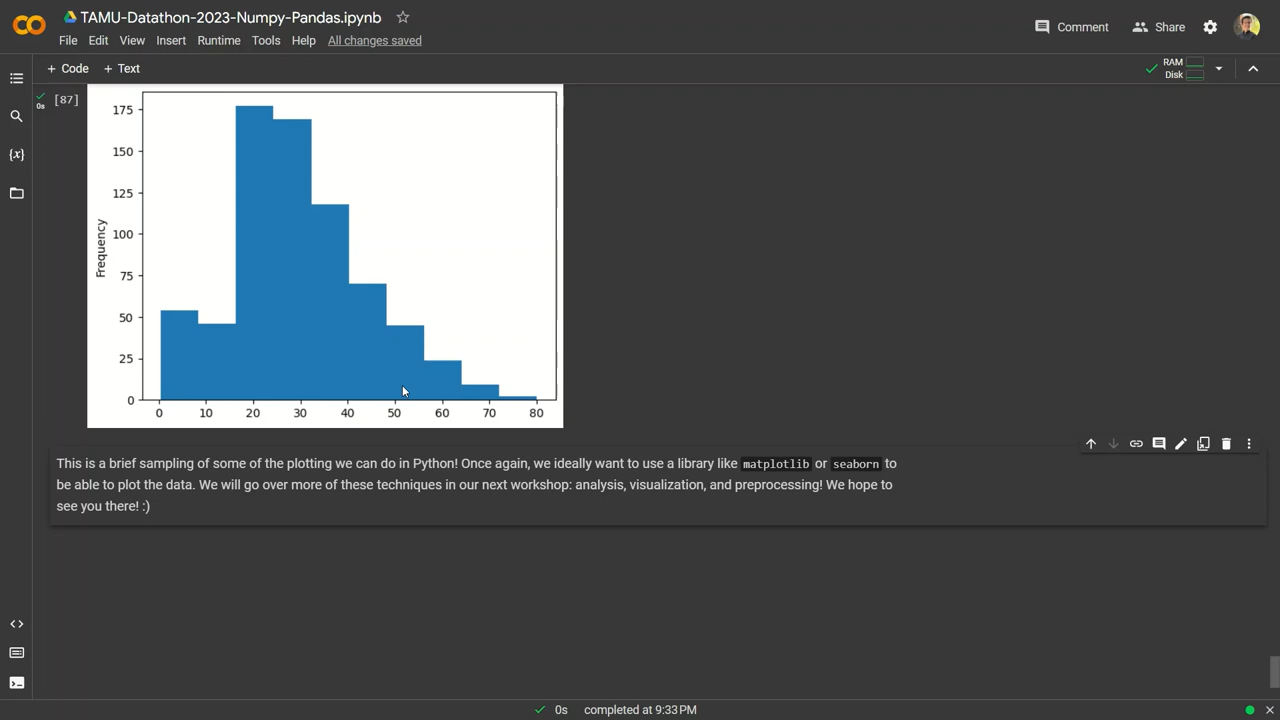 TAMU-Datathon-2023-Numpy-Pandas.ipynb
Comment
Share
File Edit View Insert Runtime Tools Help All changes saved
+ Code + Text
RAM
Disk
[87]
0s
175
150
125
100
75
50
25
0
Frequency
0 10 20 30 40 50 60 70 80
This is a brief sampling of some of the plotting we can do in Python! Once again, we ideally want to use a library like matplotlib or seaborn to
be able to plot the data. We will go over more of these techniques in our next workshop: analysis, visualization, and preprocessing! We hope to
see you there! :)
0s completed at 9:33 PM